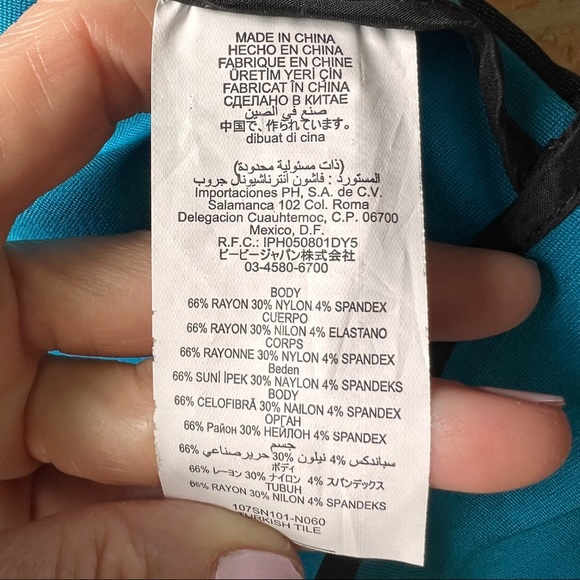 MADE IN CHINA
HECHO EN CHINA
FABRIQUE EN CHINE
ÜRETİM YERİ ÇİN
FABRICAT ÎN CHINA
СДЕЛАНО В КИТАЕ
صنع في الصين
中国で、作られています。
dibuat di cina
(ذات مسئولية محدودة)
المستورد : فاشون انترناشيونال جروب
Importaciones PH, S.A. de C.V.
Salamanca 102 Col. Roma
Delegacion Cuauhtemoc, C.P. 06700
Mexico, D.F.
R.F.C.: IPH050801DY5
ビービージャパン株式会社
03-4580-6700
BODY
66% RAYON 30% NYLON 4% SPANDEX
CUERPO
66% RAYON 30% NILON 4% ELASTANO
CORPS
66% RAYONNE 30% NYLON 4% SPANDEX
Beden
66% SUNİ İPEK 30% NAYLON 4% SPANDEKS
BODY
66% CELOFIBRĂ 30% NAILON 4% SPANDEX
ОРГАН
66% Район 30% НЕЙЛОН 4% SPANDEX
جسم
66% حرير صناعي 30% نيلون 4% سباندكس
ボディ
66% レーヨン 30% ナイロン 4% スパンデックス
TUBUH
66% RAYON 30% NILON 4% SPANDEKS
107SN101-N060
TURKISH TILE